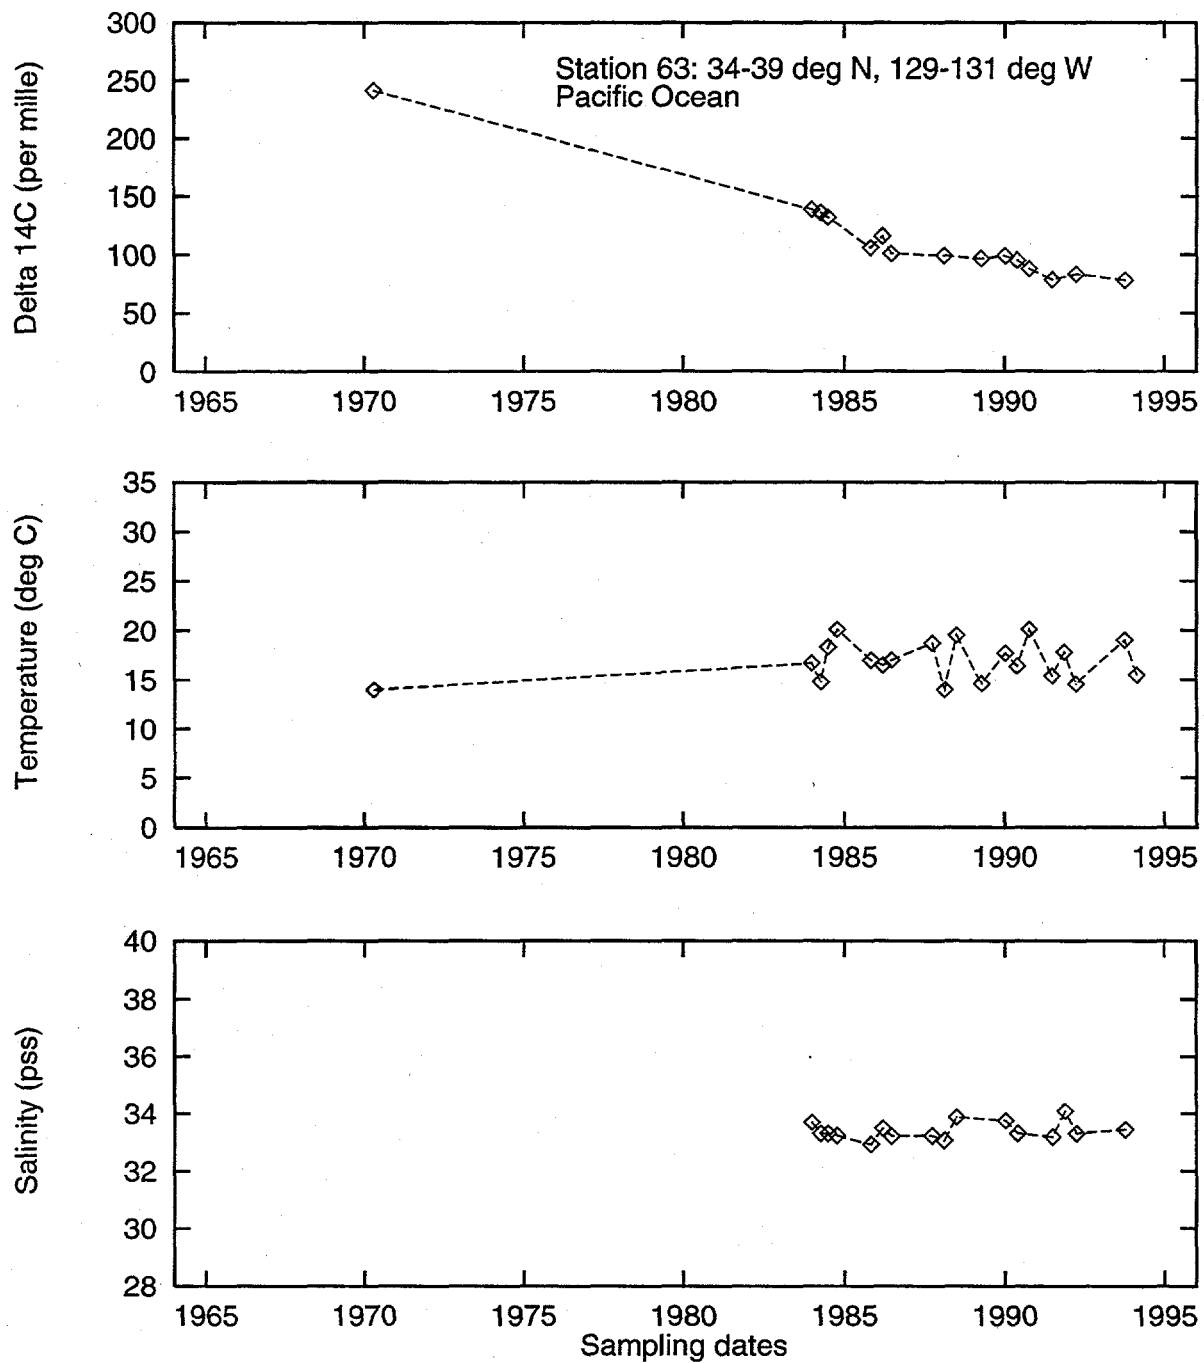 Station 63: 34-39 deg N, 129-131 deg W
Pacific Ocean
Delta 14C (per mille)
300
250
200
150
100
50
0
1965 1970 1975 1980 1985 1990 1995
Temperature (deg C)
35
30
25
20
15
10
5
0
1965 1970 1975 1980 1985 1990 1995
Salinity (pss)
40
38
36
34
32
30
28
1965 1970 1975 1980 1985 1990 1995
Sampling dates